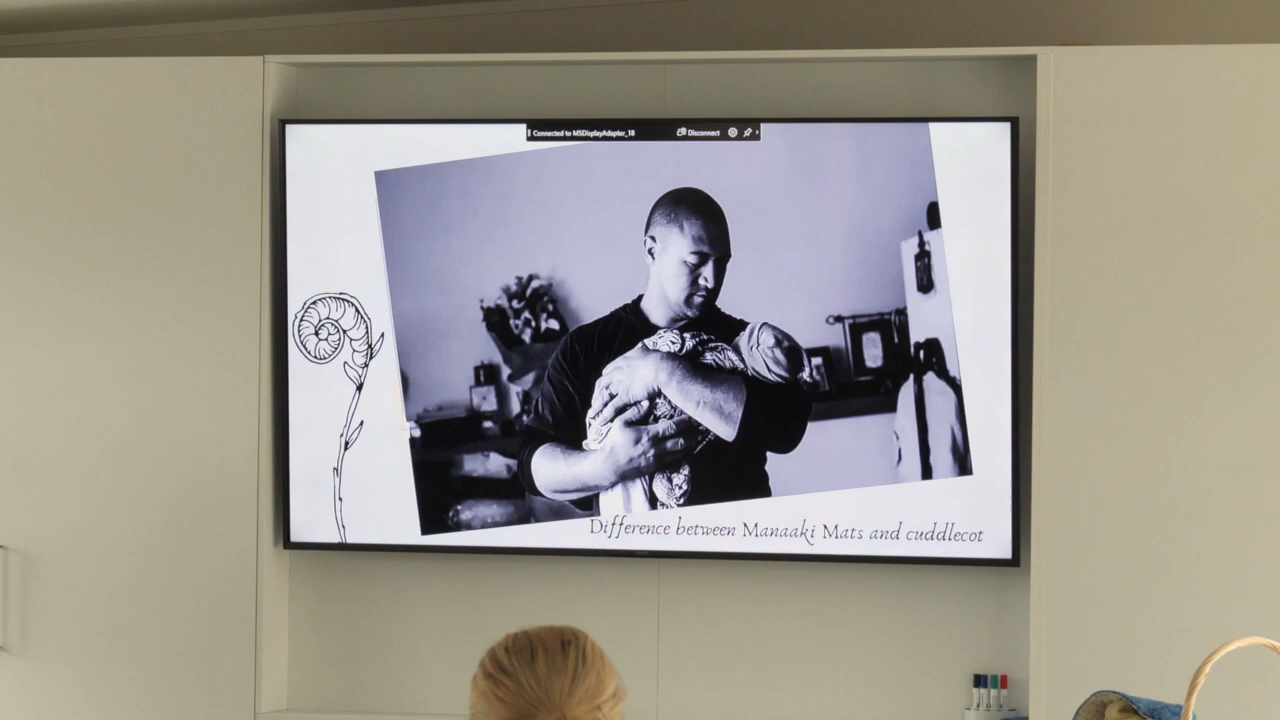 Connected to MSDisplayAdapter_18
Disconnect
Difference between Manaaki Mats and cuddlecot